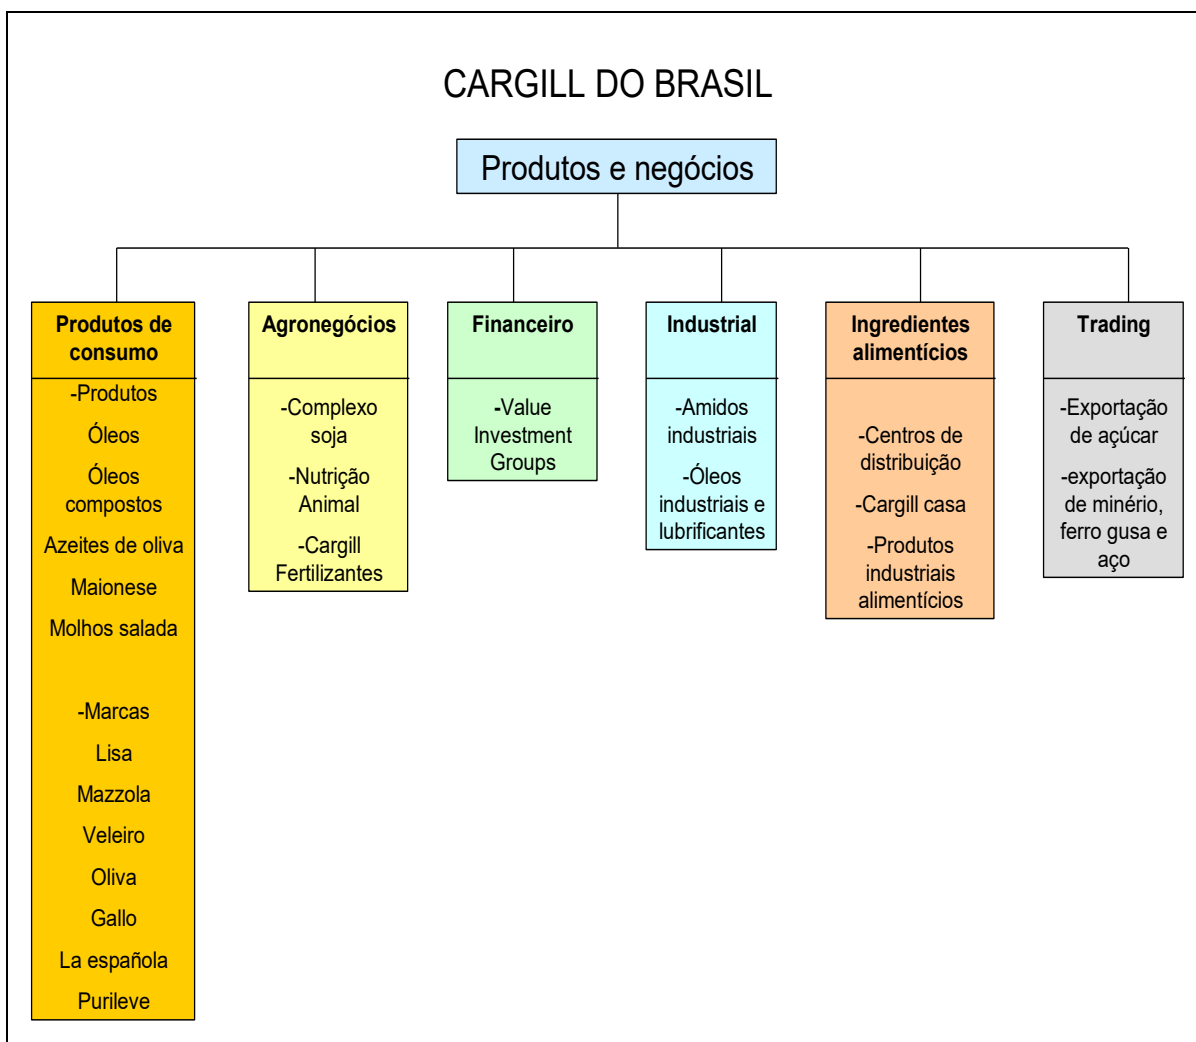 CARGILL DO BRASIL
Produtos e negócios
Produtos de
consumo
-Produtos
Óleos
Óleos
compostos
Azeites de oliva
Maionese
Molhos salada
-Marcas
Lisa
Mazzola
Veleiro
Oliva
Gallo
La española
Purileve
Agronegócios
-Complexo
soja
-Nutrição
Animal
-Cargill
Fertilizantes
Financeiro
-Value
Investment
Groups
Industrial
-Amidos
industriais
-Óleos
industriais e
lubrificantes
Ingredientes
alimentícios
-Centros de
distribuição
-Cargill casa
-Produtos
industriais
alimentícios
Trading
-Exportação
de açúcar
-exportação
de minério,
ferro gusa e
aço